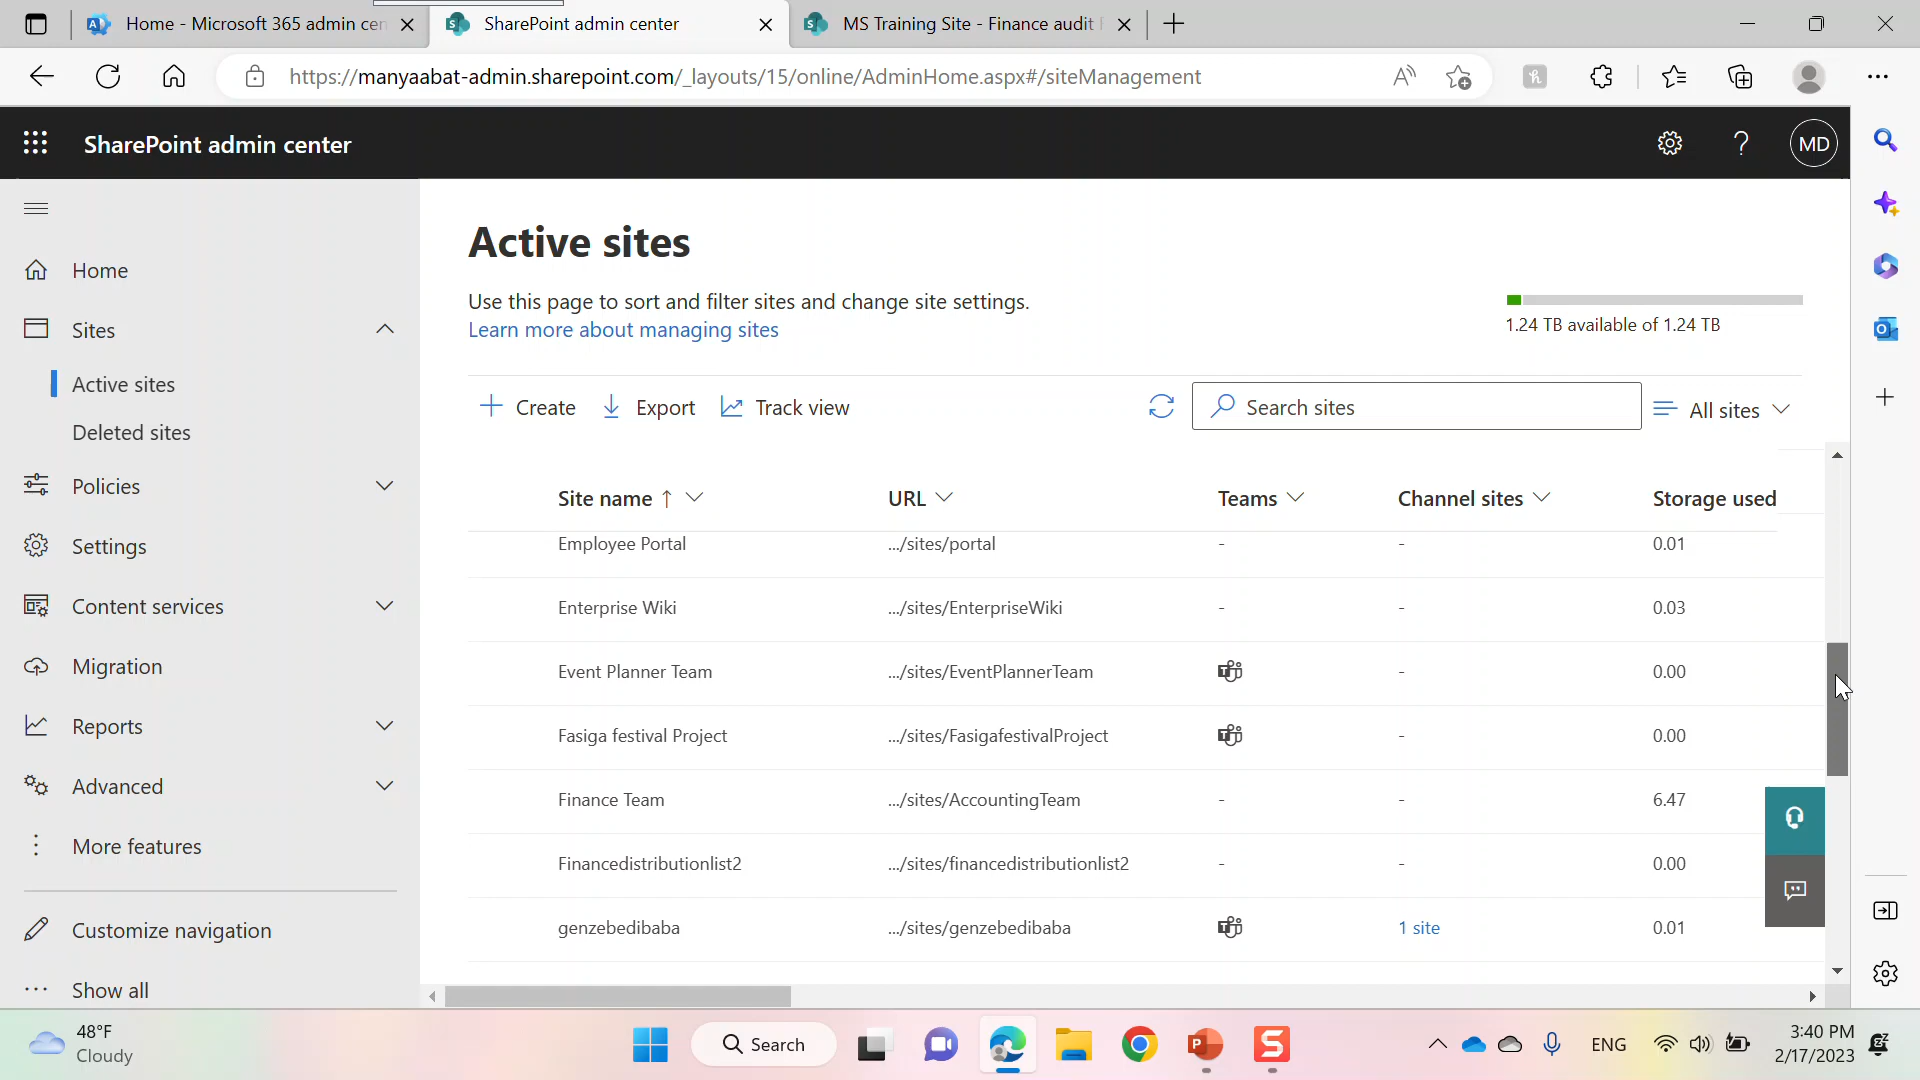 Home - Microsoft 365 admin cen
SharePoint admin center
MS Training Site - Finance audit
https://manyaabat-admin.sharepoint.com/_layouts/15/online/AdminHome.aspx#/siteManagement
SharePoint admin center
MD
Home
Sites
Active sites
Deleted sites
Policies
Settings
Content services
Migration
Reports
Advanced
More features
Customize navigation
Show all
Active sites
Use this page to sort and filter sites and change site settings.
Learn more about managing sites
1.24 TB available of 1.24 TB
Create Export Track view Search sites All sites
Site name ↑ URL Teams Channel sites Storage used
Employee Portal .../sites/portal - - 0.01
Enterprise Wiki .../sites/EnterpriseWiki - - 0.03
Event Planner Team .../sites/EventPlannerTeam - 0.00
Fasiga festival Project .../sites/FasigafestivalProject - 0.00
Finance Team .../sites/AccountingTeam - - 6.47
Financedistributionlist2 .../sites/financedistributionlist2 - - 0.00
genzebedibaba .../sites/genzebedibaba 1 site 0.01
48°F
Cloudy
Search
ENG
3:40 PM
2/17/2023